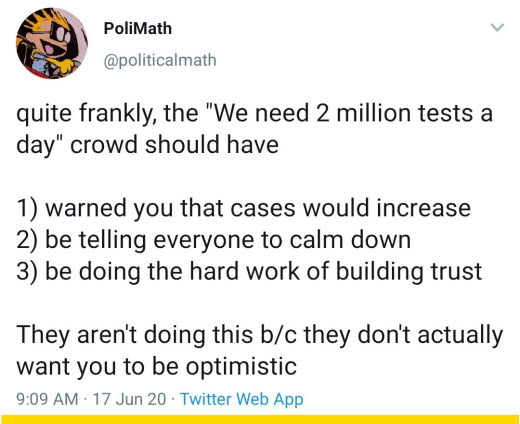 PoliMath
@politicalmath
quite frankly, the "We need 2 million tests a
day" crowd should have
1) warned you that cases would increase
2) be telling everyone to calm down
3) be doing the hard work of building trust
They aren't doing this b/c they don't actually
want you to be optimistic
9:09 AM · 17 Jun 20 · Twitter Web App